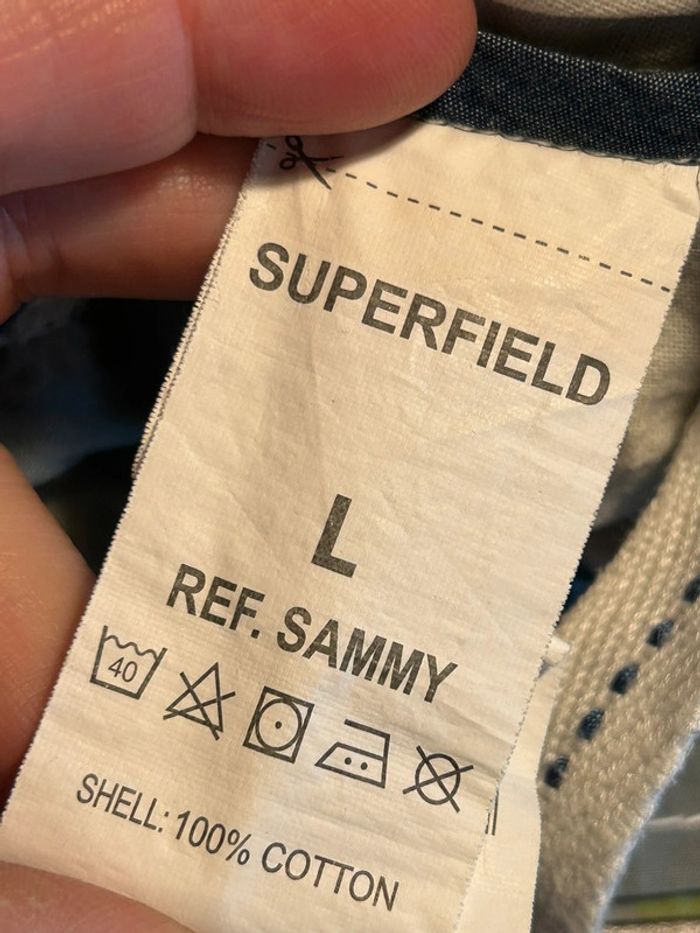 SUPERFIELD
L
REF. SAMMY
40
SHELL: 100% COTTON